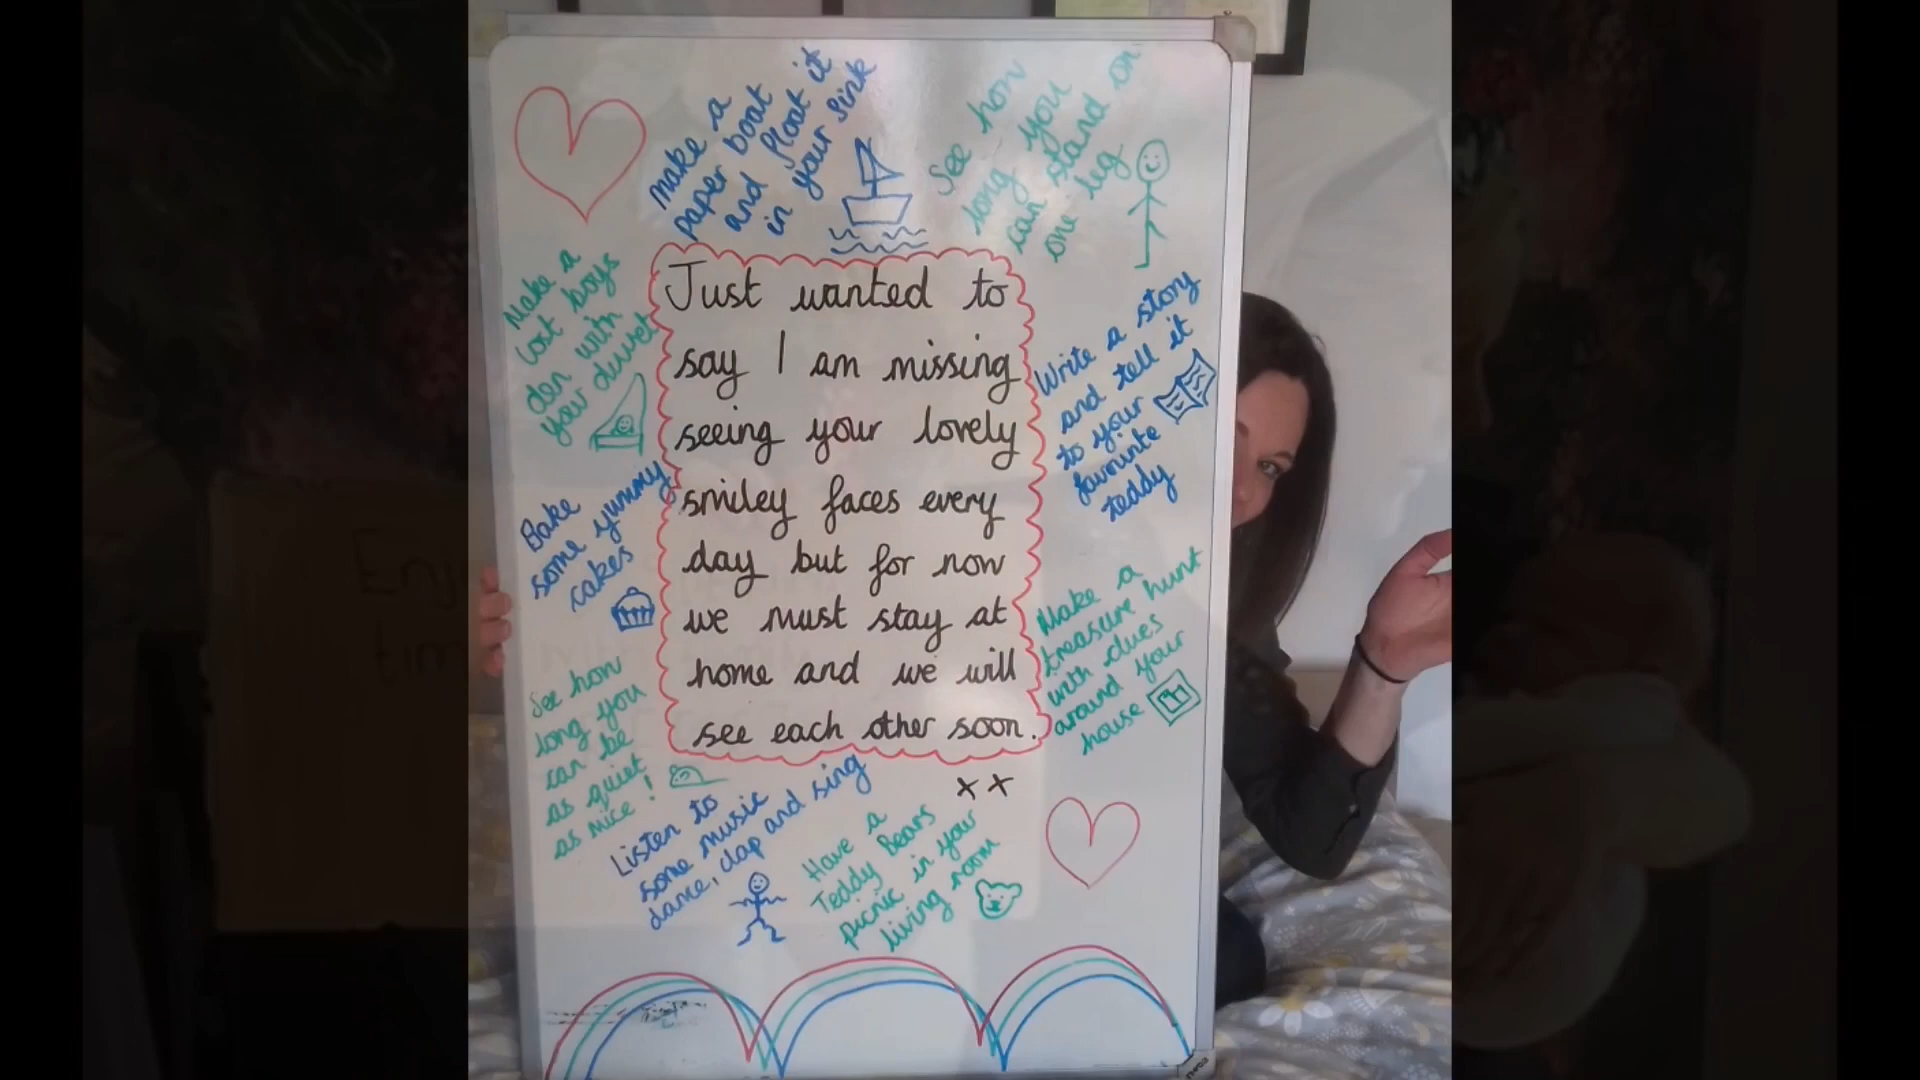 make a
paper boat
and float it
in your sink
See how
long you
can stand on
one leg
Make a
Lost boys
den with
your duvet
Just wanted to
say I am missing
seeing your lovely
smiley faces every
day but for now
we must stay at
home and we will
see each other soon.
x x
Write a story
and tell it
to your
favourite
teddy
Bake
some yummy
cakes
Make a
treasure hunt
with clues
around your
house
See how
long you
can be
as quiet
as mice!
Listen to
some music
dance, clap and sing
Have a
Teddy Bears
picnic in your
living room